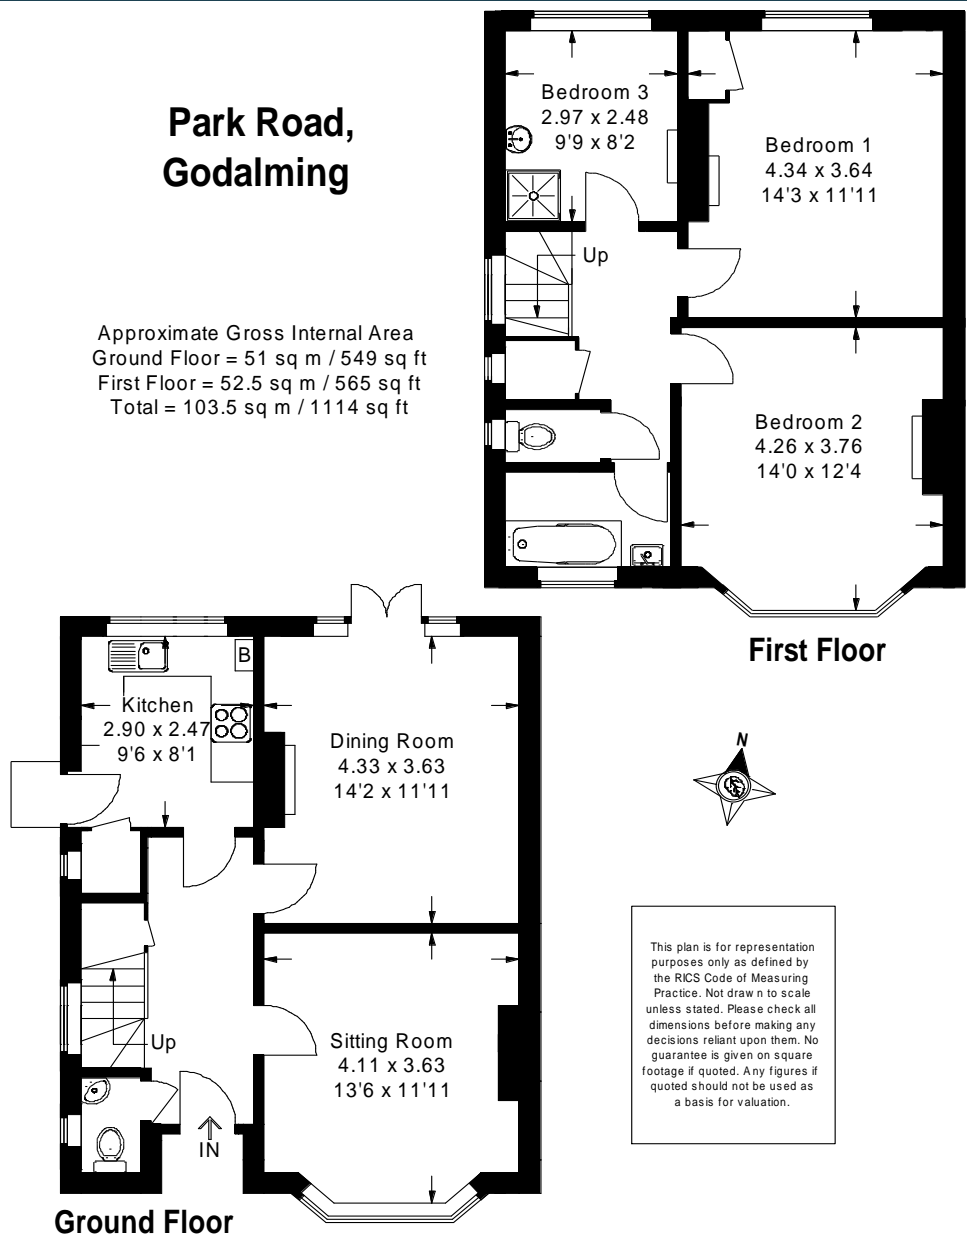 Park Road,
Godalming
Approximate Gross Internal Area
Ground Floor = 51 sq m / 549 sq ft
First Floor = 52.5 sq m / 565 sq ft
Total = 103.5 sq m / 1114 sq ft
Bedroom 3
2.97 x 2.48
9'9 x 8'2
Bedroom 1
4.34 x 3.64
14'3 x 11'11
Up
Bedroom 2
4.26 x 3.76
14'0 x 12'4
First Floor
B
Kitchen
2.90 x 2.47
9'6 x 8'1
Dining Room
4.33 x 3.63
14'2 x 11'11
N
Up
Sitting Room
4.11 x 3.63
13'6 x 11'11
IN
Ground Floor
This plan is for representation
purposes only as defined by
the RICS Code of Measuring
Practice. Not drawn to scale
unless stated. Please check all
dimensions before making any
decisions reliant upon them. No
guarantee is given on square
footage if quoted. Any figures if
quoted should not be used as
a basis for valuation.